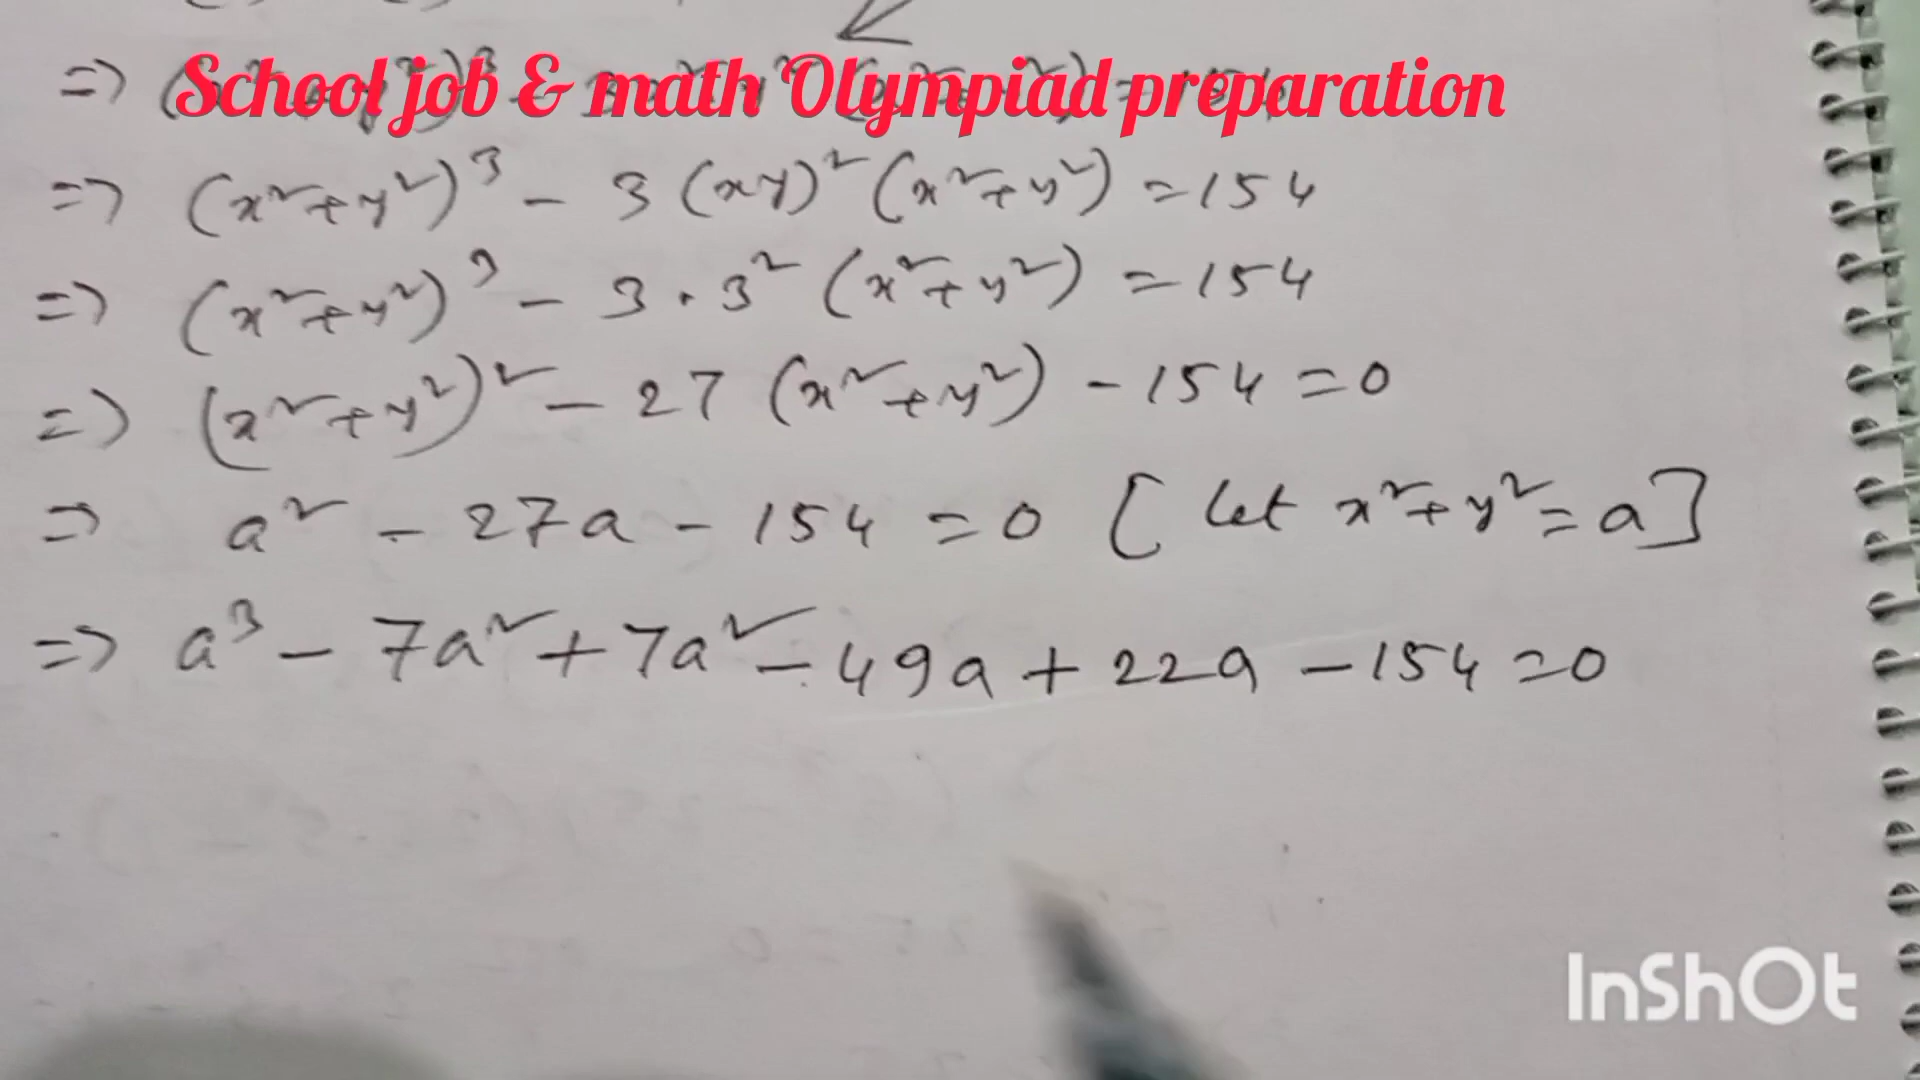 School job & math Olympiad preparation
=> (x²+y²)³ - 3(xy)²(x²+y²) = 154
=> (x²+y²)³ - 3.3²(x²+y²) = 154
=> (x²+y²)² - 27(x²+y²) - 154 = 0
=> a² - 27a - 154 = 0 [let x²+y² = a]
=> a³ - 7a² + 7a² - 49a + 22a - 154 = 0
InShOt